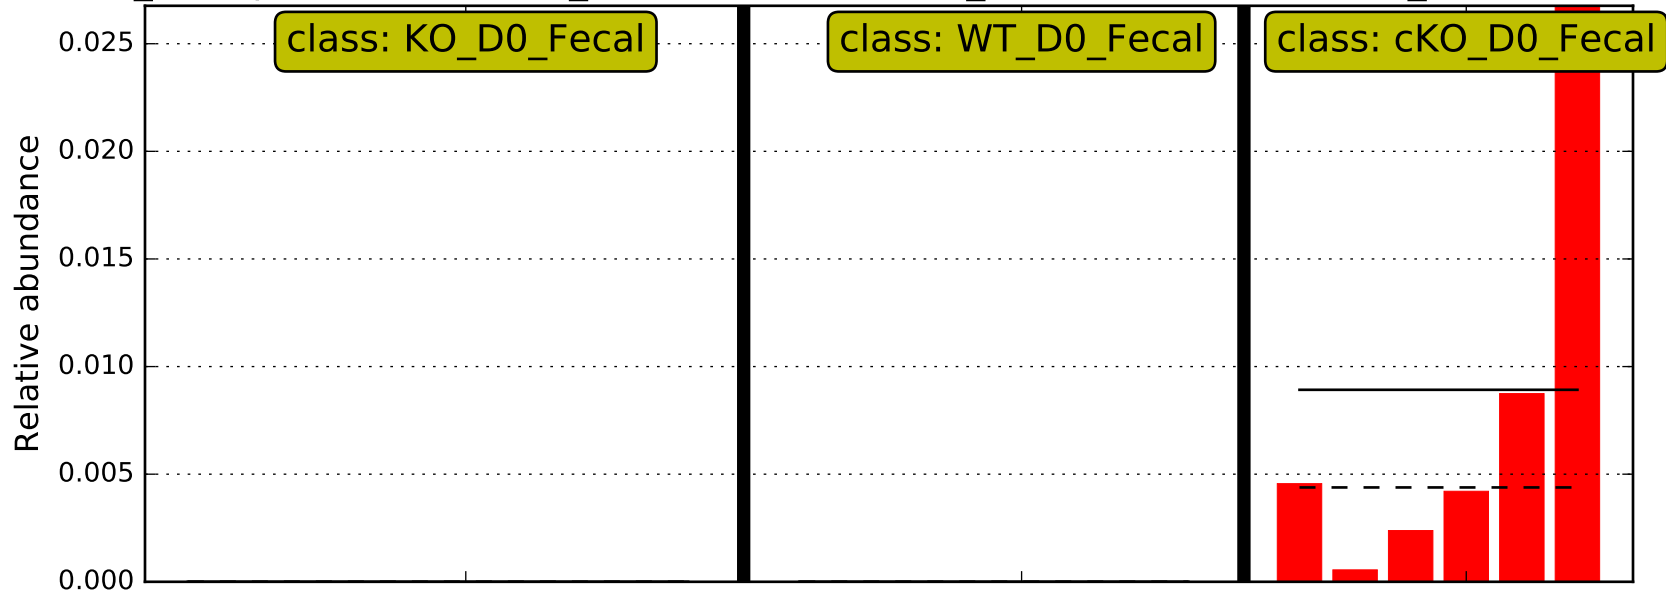 class: KO_D0_Fecal
class: WT_D0_Fecal
class: cKO_D0_Fecal
Relative abundance
0.025
0.020
0.015
0.010
0.005
0.000